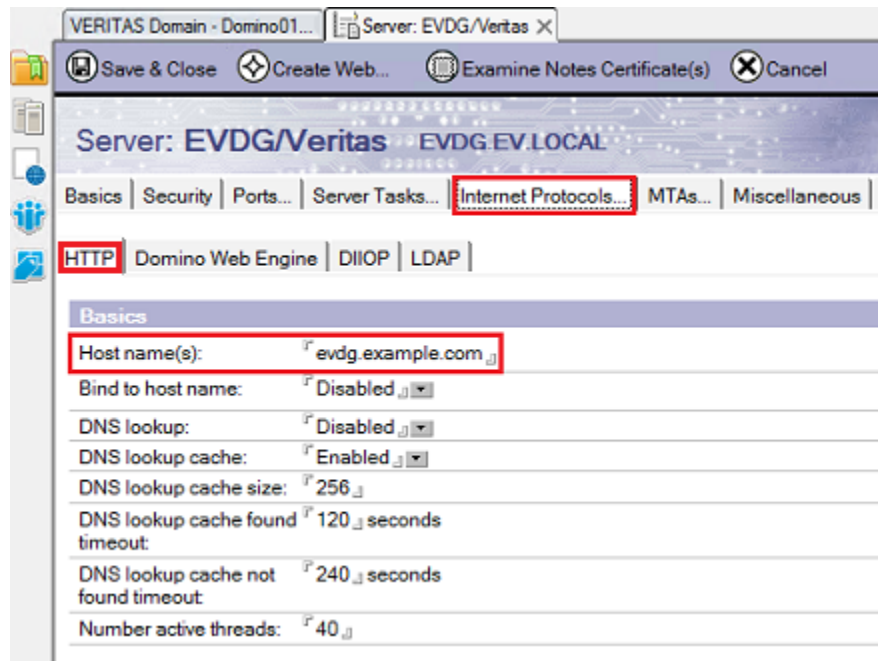 VERITAS Domain - Domino01... Server: EVDG/Veritas
Save & Close Create Web... Examine Notes Certificate(s) Cancel
Server: EVDG/Veritas EVDG.EV.LOCAL
Basics Security Ports... Server Tasks... Internet Protocols... MTAs... Miscellaneous
HTTP Domino Web Engine DIIOP LDAP
Basics
Host name(s): evdg.example.com
Bind to host name: Disabled
DNS lookup: Disabled
DNS lookup cache: Enabled
DNS lookup cache size: 256
DNS lookup cache found 120 seconds
timeout:
DNS lookup cache not 240 seconds
found timeout:
Number active threads: 40